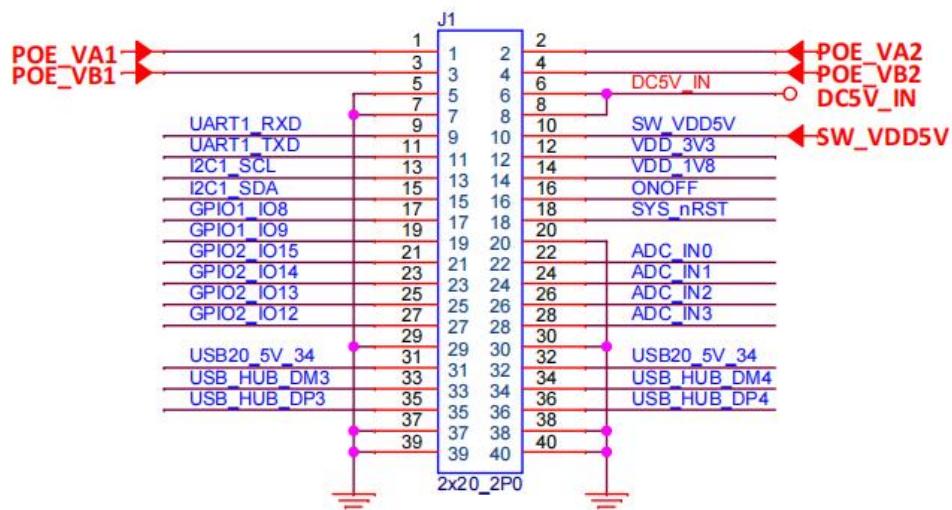 J1
1 1 2 2
POE_VA1 POE_VA2
3 3 4 4
POE_VB1 POE_VB2
5 5 6 6 DC5V_IN DC5V_IN
7 7 8 8
UART1_RXD 9 9 10 10 SW_VDD5V SW_VDD5V
UART1_TXD 11 11 12 12 VDD_3V3
I2C1_SCL 13 13 14 14 VDD_1V8
I2C1_SDA 15 15 16 16 ONOFF
GPIO1_IO8 17 17 18 18 SYS_nRST
GPIO1_IO9 19 19 20 20
GPIO2_IO15 21 21 22 22 ADC_IN0
GPIO2_IO14 23 23 24 24 ADC_IN1
GPIO2_IO13 25 25 26 26 ADC_IN2
GPIO2_IO12 27 27 28 28 ADC_IN3
29 29 30 30
USB20_5V_34 31 31 32 32 USB20_5V_34
USB_HUB_DM3 33 33 34 34 USB_HUB_DM4
USB_HUB_DP3 35 35 36 36 USB_HUB_DP4
37 37 38 38
39 39 40 40
2x20_2P0